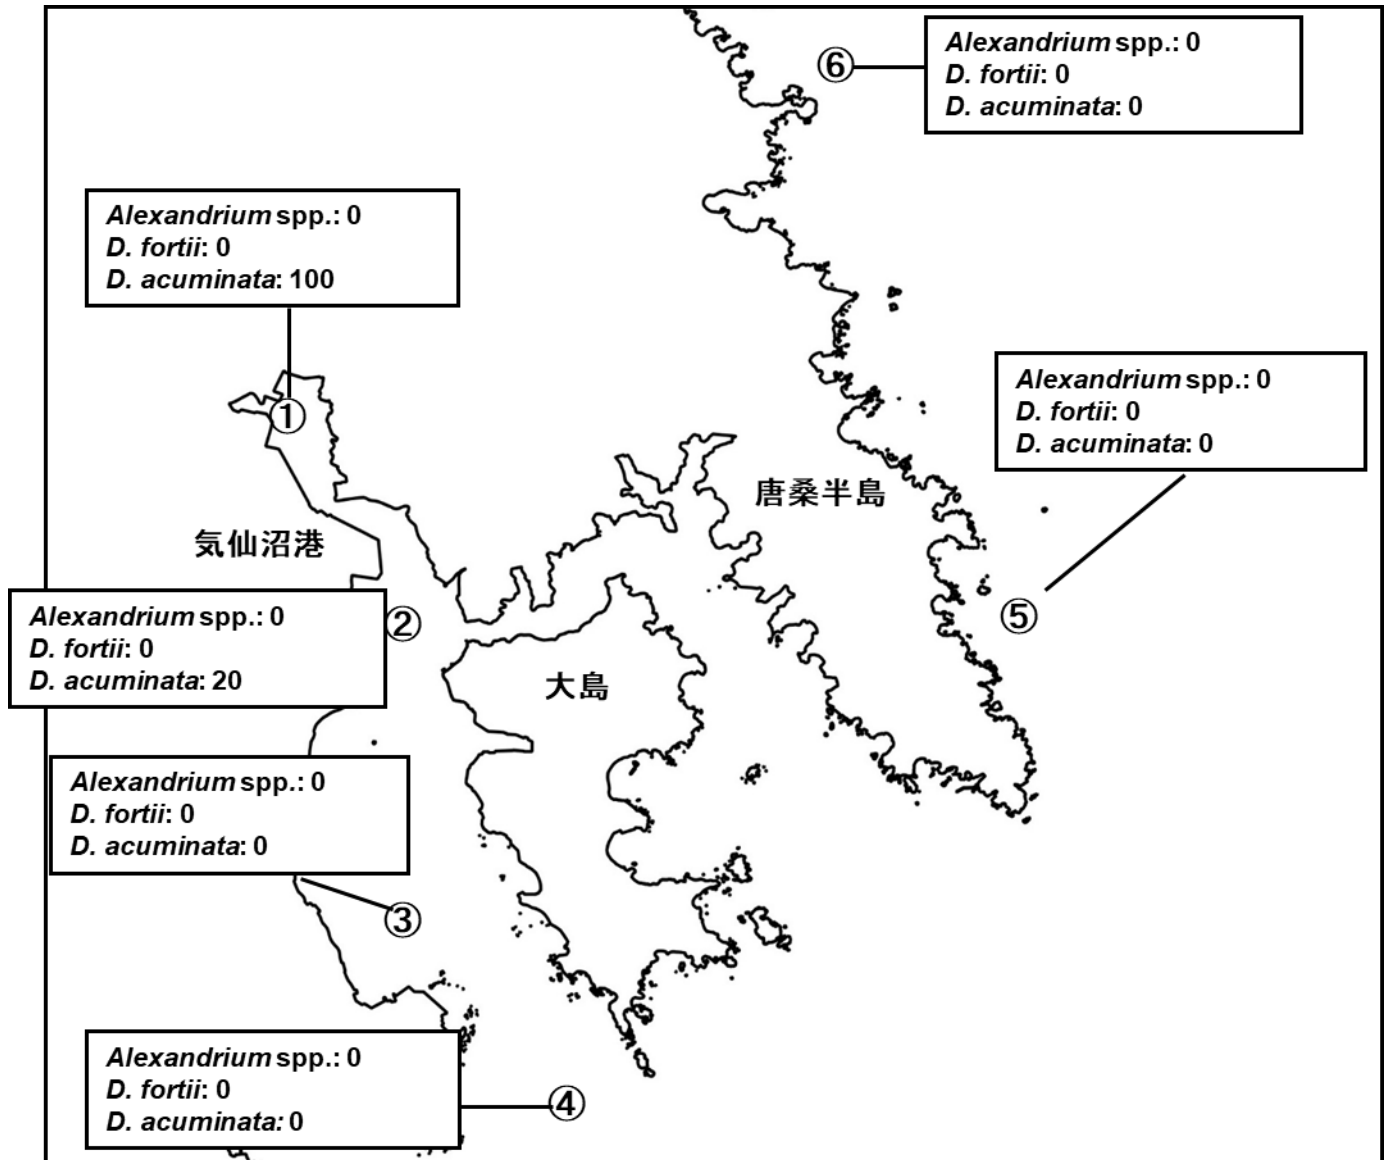 ⑥
Alexandrium spp.: 0
D. fortii: 0
D. acuminata: 0
Alexandrium spp.: 0
D. fortii: 0
D. acuminata: 100
①
Alexandrium spp.: 0
D. fortii: 0
D. acuminata: 0
唐桑半島
気仙沼港
⑤
Alexandrium spp.: 0
D. fortii: 0
D. acuminata: 20
②
大島
Alexandrium spp.: 0
D. fortii: 0
D. acuminata: 0
③
Alexandrium spp.: 0
D. fortii: 0
D. acuminata: 0
④